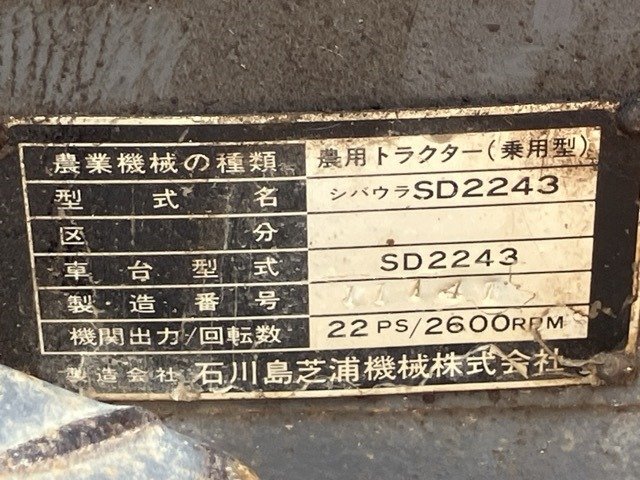 農業機械の種類 農用トラクター(乗用型)
型式名 シバウラSD2243
区分
車台型式 SD2243
製造番号
機関出力/回転数 22PS/2600RPM
製造会社 石川島芝浦機械株式会社